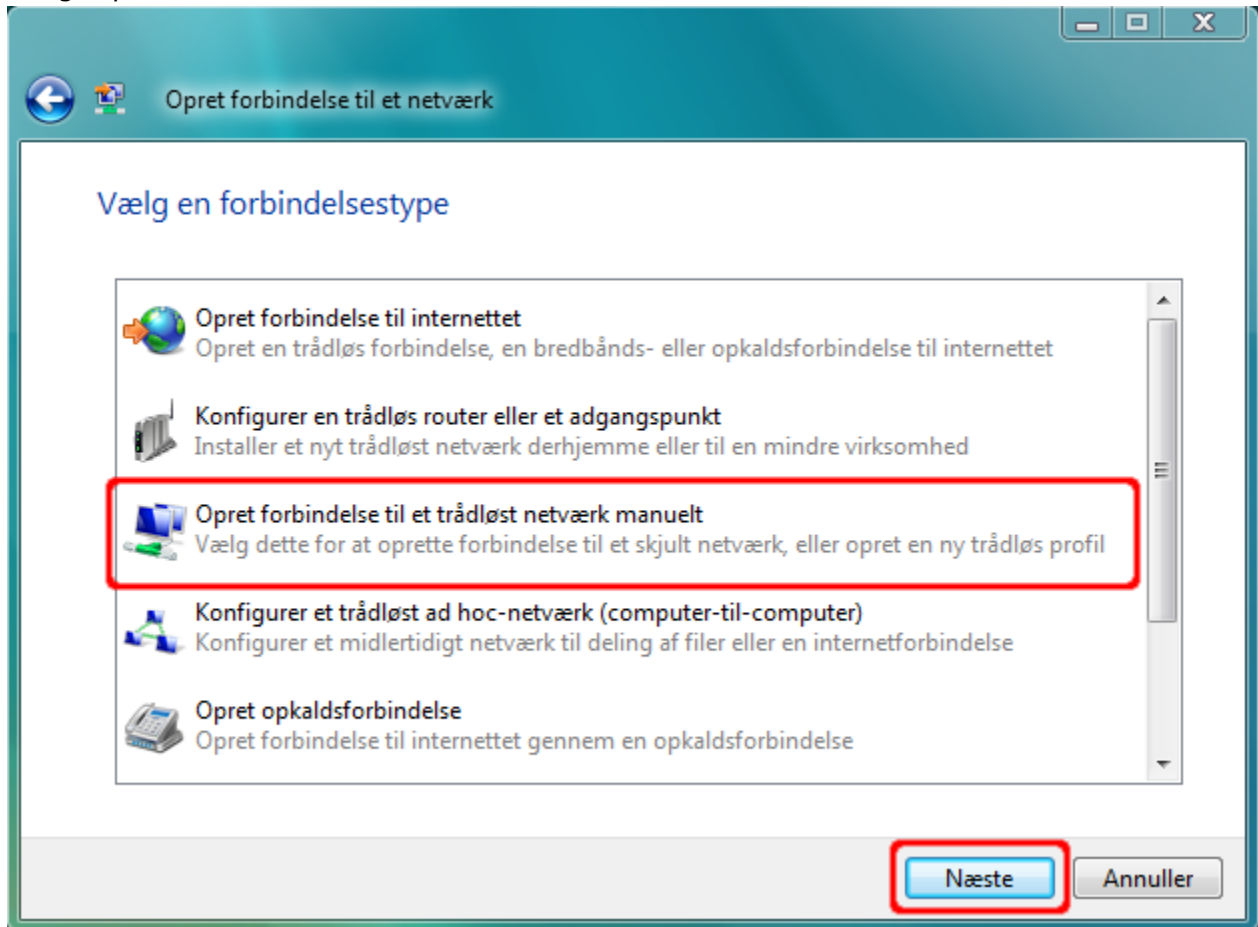 Opret forbindelse til et netværk
Vælg en forbindelsestype
Opret forbindelse til internettet
Opret en trådløs forbindelse, en bredbånds- eller opkaldsforbindelse til internettet
Konfigurer en trådløs router eller et adgangspunkt
Installer et nyt trådløst netværk derhjemme eller til en mindre virksomhed
Opret forbindelse til et trådløst netværk manuelt
Vælg dette for at oprette forbindelse til et skjult netværk, eller opret en ny trådløs profil
Konfigurer et trådløst ad hoc-netværk (computer-til-computer)
Konfigurer et midlertidigt netværk til deling af filer eller en internetforbindelse
Opret opkaldsforbindelse
Opret forbindelse til internettet gennem en opkaldsforbindelse
Næste
Annuller